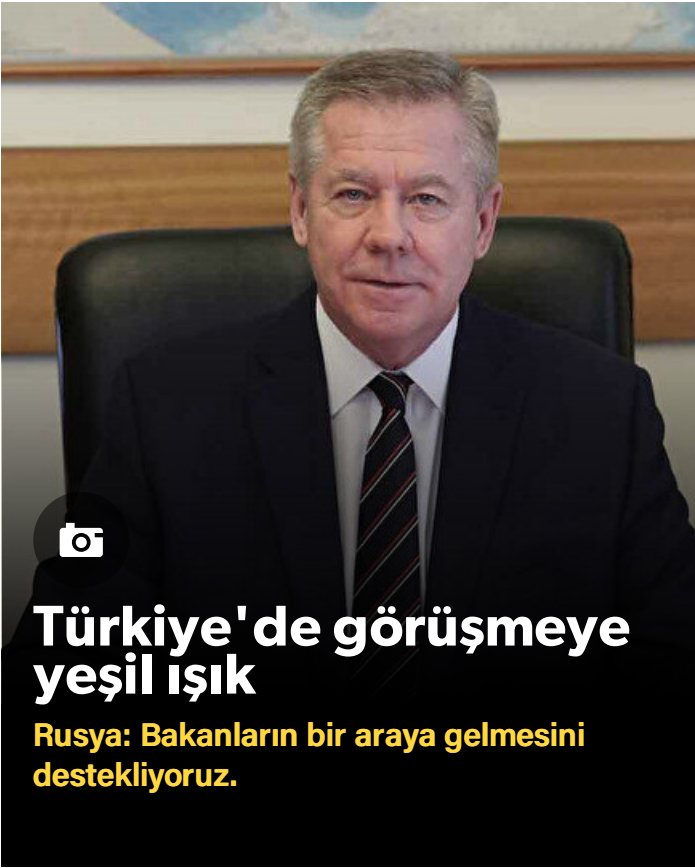 Türkiye'de görüşmeye
yeşil ışık
Rusya: Bakanların bir araya gelmesini
destekliyoruz.